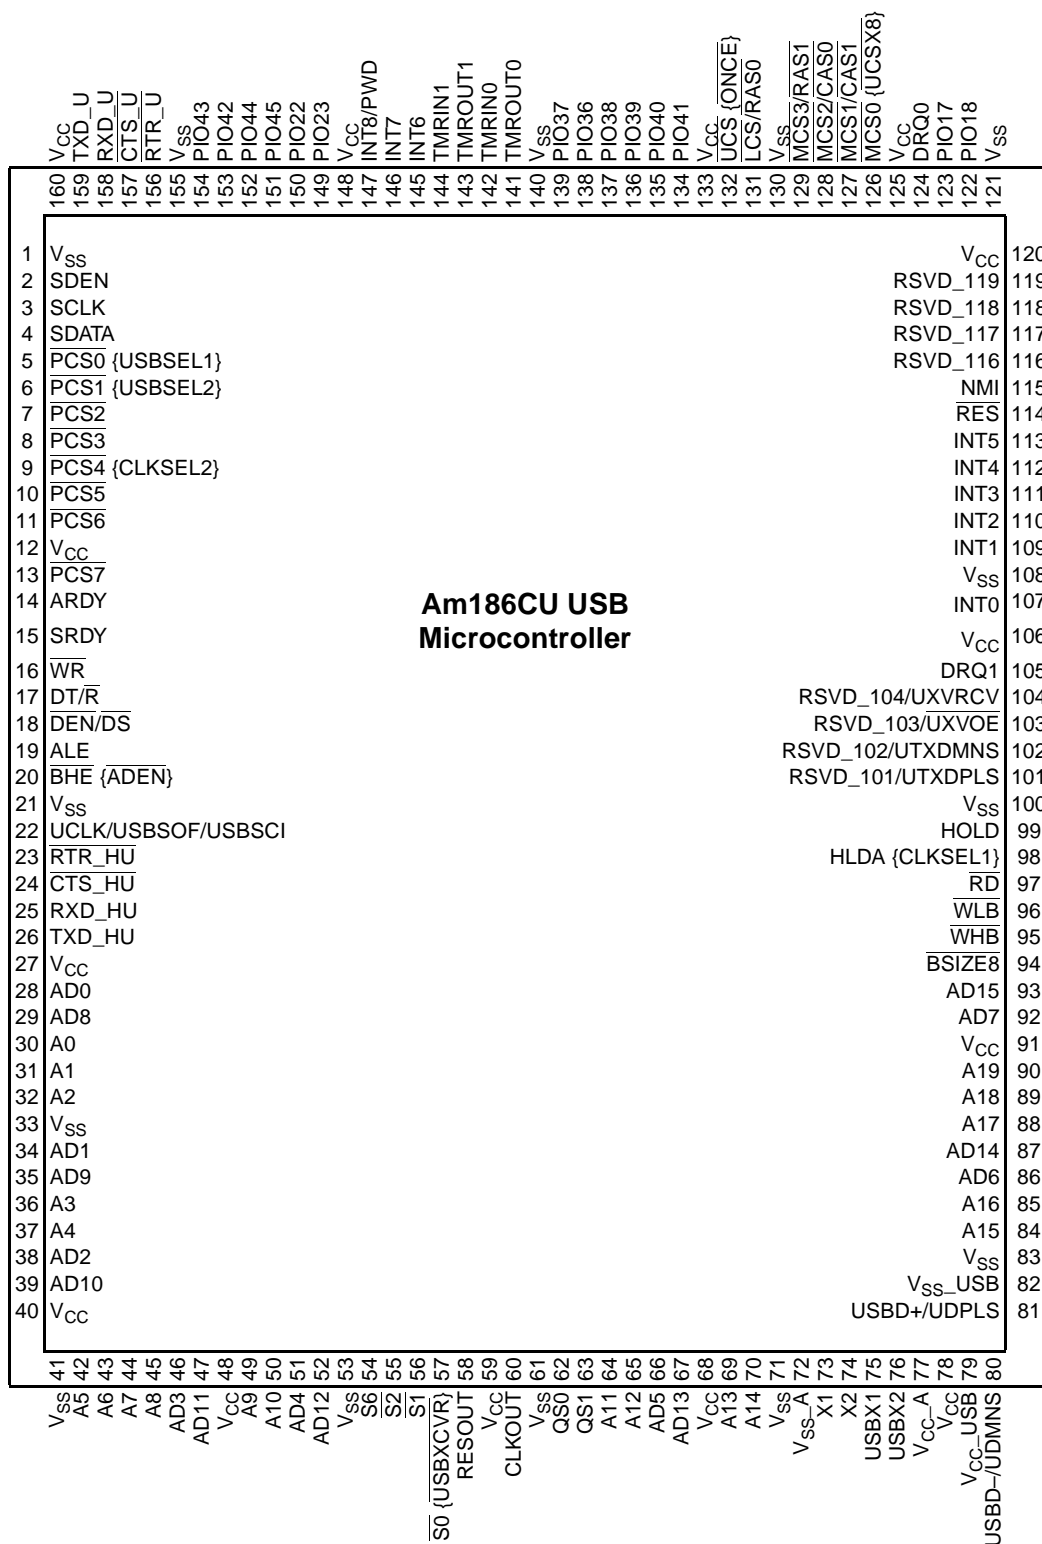 VCC TXD_U RXD_U CTS_U RTR_U VSS PIO43 PIO42 PIO44 PIO45 PIO22 PIO23 VCC INT8/PWD INT7 INT6 TMRIN1 TMROUT1 TMRIN0 TMROUT0 VSS PIO37 PIO36 PIO38 PIO39 PIO40 PIO41 VCC UCS {ONCE} LCS/RAS0 VSS MCS3/RAS1 MCS2/CAS0 MCS1/CAS1 MCS0 {UCSX8} VCC DRQ0 PIO17 PIO18 VSS
160 159 158 157 156 155 154 153 152 151 150 149 148 147 146 145 144 143 142 141 140 139 138 137 136 135 134 133 132 131 130 129 128 127 126 125 124 123 122 121
1 VSS VCC 120
2 SDEN RSVD_119 119
3 SCLK RSVD_118 118
4 SDATA RSVD_117 117
5 PCS0 {USBSEL1} RSVD_116 116
6 PCS1 {USBSEL2} NMI 115
7 PCS2 RES 114
8 PCS3 INT5 113
9 PCS4 {CLKSEL2} INT4 112
10 PCS5 INT3 111
11 PCS6 INT2 110
12 VCC INT1 109
13 PCS7 VSS 108
14 ARDY Am186CU USB INT0 107
15 SRDY Microcontroller VCC 106
16 WR DRQ1 105
17 DT/R RSVD_104/UXVRCV 104
18 DEN/DS RSVD_103/UXVOE 103
19 ALE RSVD_102/UTXDMNS 102
20 BHE {ADEN} RSVD_101/UTXDPLS 101
21 VSS VSS 100
22 UCLK/USBSOF/USBSCI HOLD 99
23 RTR_HU HLDA {CLKSEL1} 98
24 CTS_HU RD 97
25 RXD_HU WLB 96
26 TXD_HU WHB 95
27 VCC BSIZE8 94
28 AD0 AD15 93
29 AD8 AD7 92
30 A0 VCC 91
31 A1 A19 90
32 A2 A18 89
33 VSS A17 88
34 AD1 AD14 87
35 AD9 AD6 86
36 A3 A16 85
37 A4 A15 84
38 AD2 VSS 83
39 AD10 VSS_USB 82
40 VCC USBD+/UDPLS 81
41 42 43 44 45 46 47 48 49 50 51 52 53 54 55 56 57 58 59 60 61 62 63 64 65 66 67 68 69 70 71 72 73 74 75 76 77 78 79 80
VSS A5 A6 A7 A8 AD3 AD11 VCC A9 A10 AD4 AD12 VSS S6 S2 S1 S0 {USBXCVR} RESOUT VCC CLKOUT VSS QS0 QS1 A11 A12 AD5 AD13 VCC A13 A14 VSS VSS_A X1 X2 USBX1 USBX2 VCC_A VCC VCC_USB USBD–/UDMNS